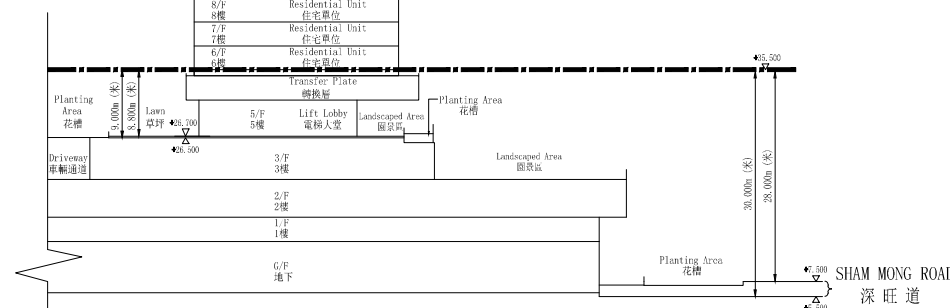 8/F Residential Unit
8樓 住宅單位
7/F Residential Unit
7樓 住宅單位
6/F Residential Unit
6樓 住宅單位
35.500
Transfer Plate
轉換層
Planting
Area
花槽
9.000m (米)
8.800m (米)
Lawn
草坪
26.700
26.500
5/F Lift Lobby
5樓 電梯大堂
Landscaped Area
園景區
Planting Area
花槽
Driveway
車輛通道
3/F
3樓
Landscaped Area
園景區
30.000m (米)
28.000m (米)
2/F
2樓
1/F
1樓
G/F
地下
Planting Area
花槽
7.500
SHAM MONG ROAD
深旺道
5.500